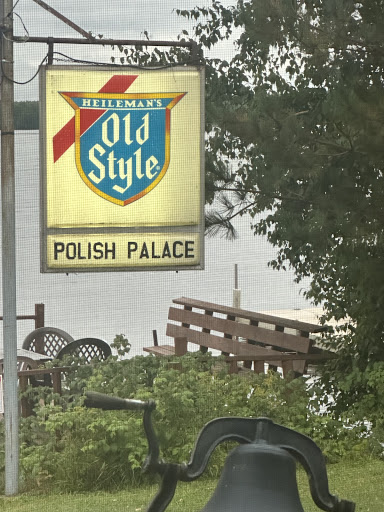 HEILEMAN'S
Old
Style
POLISH PALACE